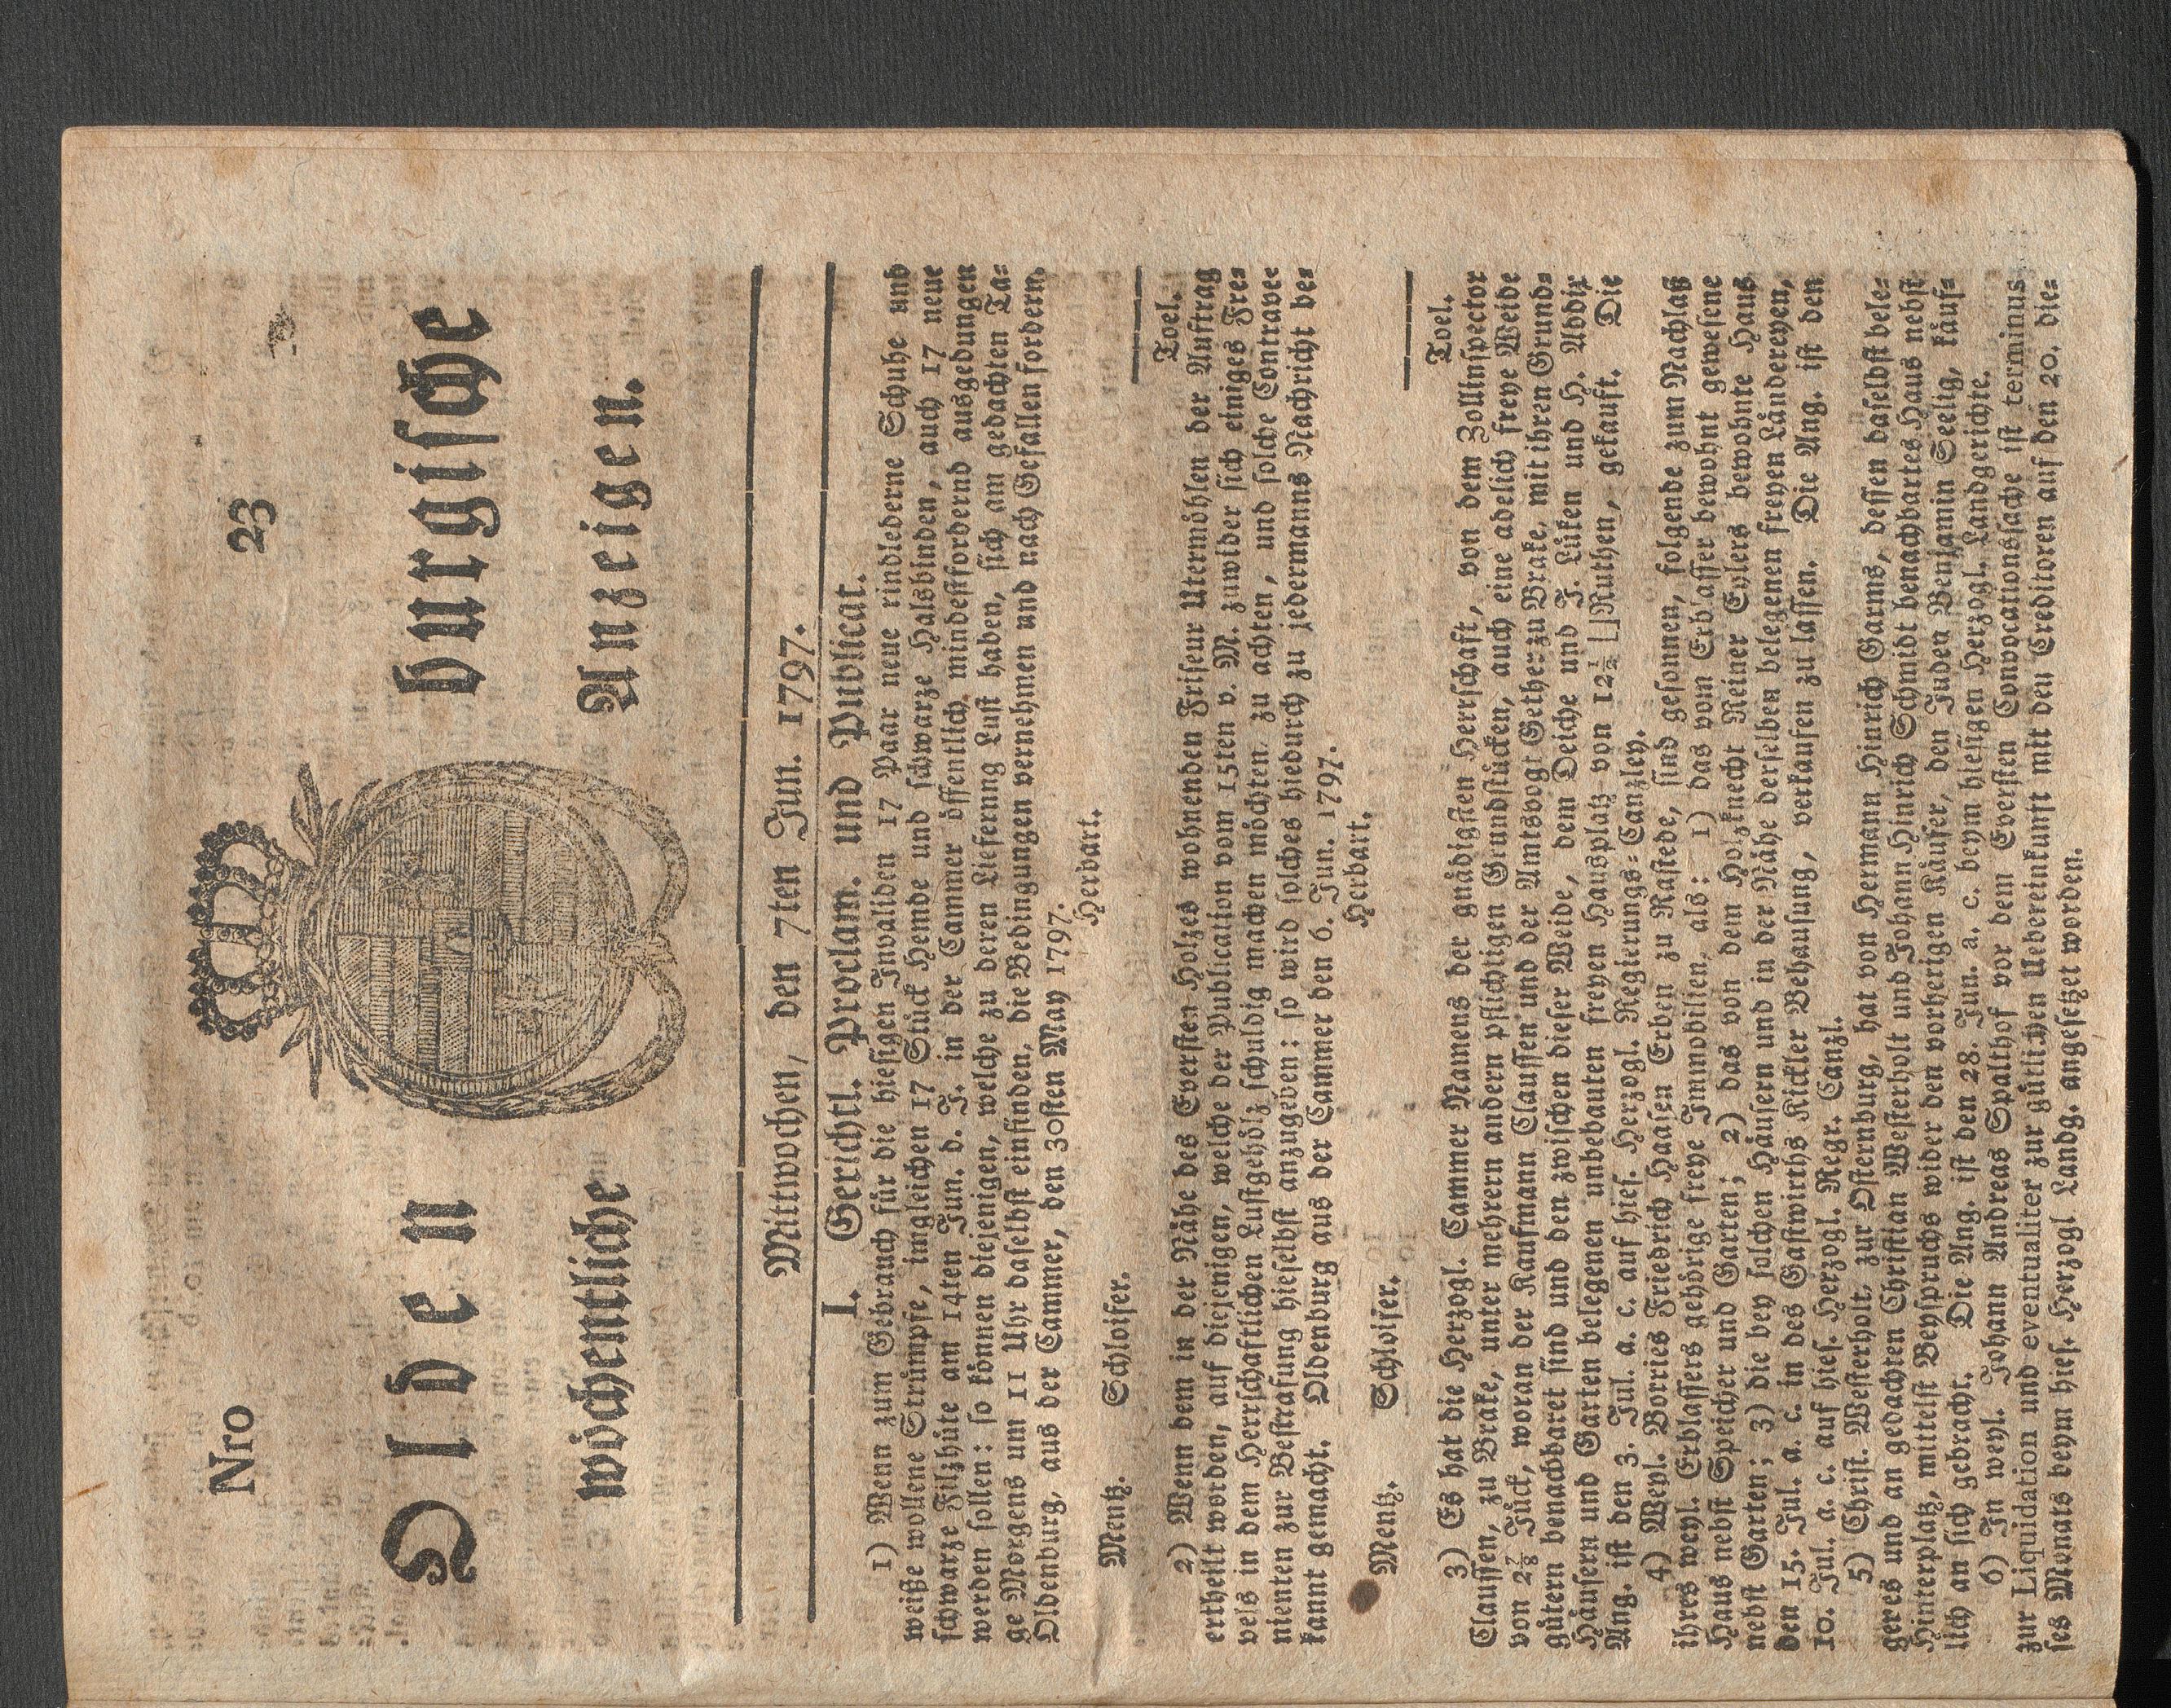 Nro 23
Olden burgische
wöchentliche Anzeigen.
Mittwochen, den 7ten Jun. 1797.
I. Gerichtl. Proclam. und Publicat.
1) Wenn zum Gebrauch für die hiesigen Invaliden 17 Paar neue rindlederne Schuhe und
weiße wollene Strümpfe, imgleichen 17 Stück Hemde und schwarze Halsbinden, auch 17 neue
schwarze Filzhüte am 14ten Jun. d. J. in der Cammer öffentlich mindestfordernd ausgedungen
werden sollen: so können diejenigen, welche zu deren Lieferung Lust haben, sich am gedachten Ta-
ge Morgens um 11 Uhr daselbst einfinden, die Bedingungen vernehmen und nach Gefallen fordern.
Oldenburg, aus der Cammer, den 30sten May 1797.
Herbart.
Mentz. Schloifer. Toel.
2) Wenn dem in der Nähe des Eversten Holzes wohnenden Friseur Utermöhlen der Auftrag
ertheilt worden, auf diejenigen, welche der Publication vom 15ten v. M. zuwider sich einiges Fre-
vels in dem Herrschaftlichen Lustgehölz schuldig machen möchten, zu achten, und solche Contrave-
nienten zur Bestrafung hieselbst anzugeben: so wird solches hiedurch zu jedermanns Nachricht be-
kannt gemacht. Oldenburg aus der Cammer den 6. Jun. 1797.
Herbart.
Mentz. Schloifer. Toel.
3) Es hat die Herzogl. Cammer Namens der gnädigsten Herrschaft, von dem Zollinspector
Claussen, zu Brake, unter mehrern andern pflichtigen Grundstücken, auch eine adelich freye Weide
von 2⅞ Jück, woran der Kaufmann Claussen und der Amtsvogt Gether zu Brake, mit ihren Grund-
gütern benachbaret sind und den zwischen dieser Weide, dem Deiche und J. Lüken und H. Abdix
Häusern und Garten belegenen unbebauten freyen Hausplatz von 12½ □Ruthen, gekauft. Die
Ang. ist den 3. Jul. a. c. auf hies. Herzogl. Regierungs-Canzley.
4) Weyl. Borries Friedrich Haasen Erben zu Rastede, sind gesonnen, folgende zum Nachlaß
ihres weyl. Erblassers gehörige freye Immobilien, als: 1) das vom Erblasser bewohnt gewesene
Haus nebst Speicher und Garten; 2) das von dem Holzknecht Reiner Eylers bewohnte Haus
nebst Garten; 3) die bey solchen Häusern und in der Nähe derselben belegenen freyen Ländereyen,
den 15. Jul. a. c. in des Gastwirths Kickler Behausung, verkaufen zu lassen. Die Ang. ist den
10. Jul. a. c. auf hies. Herzogl. Regr. Canzl.
5) Christ. Westerholt, zur Osternburg, hat von Hermann Hinrich Garms, dessen daselbst bele-
genes und an gedachten Christian Westerholt und Johann Hinrich Schmidt benachbartes Haus nebst
Hinterplatz, mittelst Beyspruchs wider den vorherigen Käufer, den Juden Benjamin Seelig, käuf-
lich an sich gebracht. Die Ang. ist den 28. Jun. a. c. beym hiesigen Herzogl. Landgerichte.
6) In weyl. Johann Andreas Spalthof vor dem Eversten Convocationssache ist terminus
zur Liquidation und eventualiter zur gütlichen Uebereinkunft mit den Creditoren auf den 20. die-
ses Monats beym hies. Herzogl Landg. angesetzet worden.